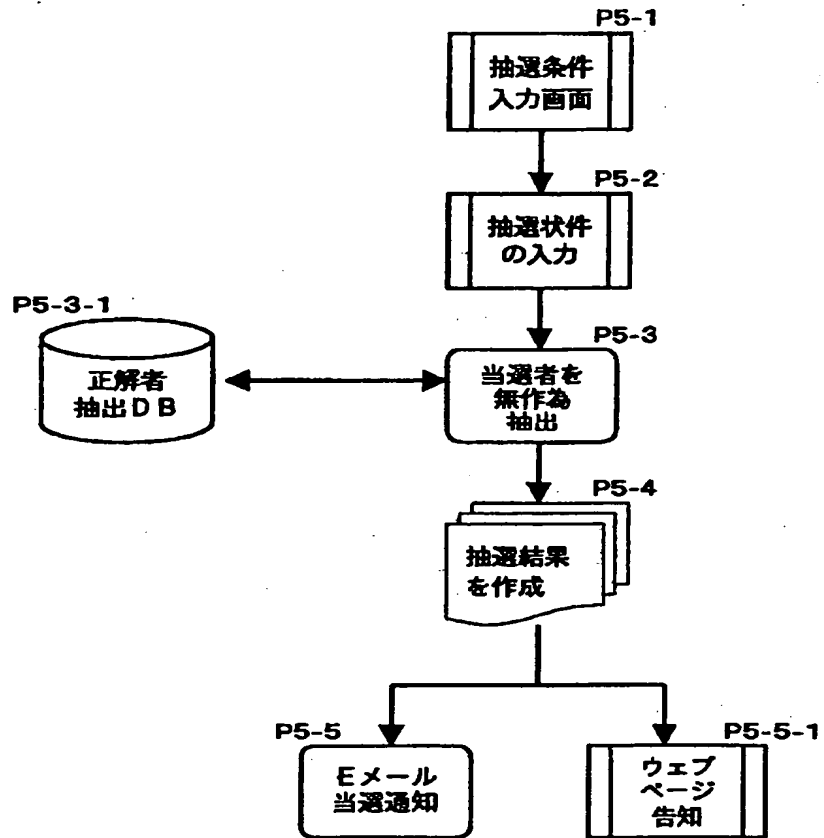 P5-1
抽選条件
入力画面
P5-2
抽選状件
の入力
P5-3-1
正解者
抽出DB
P5-3
当選者を
無作為
抽出
P5-4
抽選結果
を作成
P5-5
Eメール
当選通知
P5-5-1
ウェブ
ページ
告知